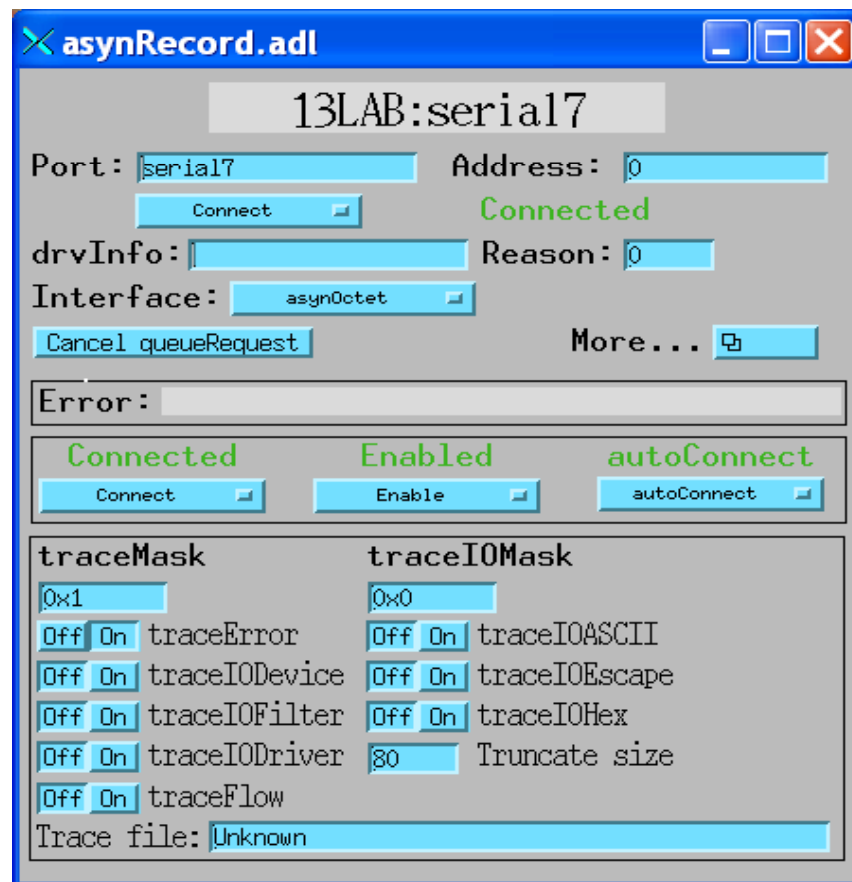 asynRecord.adl
13LAB:serial7
Port: serial7 Address: 0
Connect Connected
drvInfo: Reason: 0
Interface: asynOctet
Cancel queueRequest More...
Error:
Connected Enabled autoConnect
Connect Enable autoConnect
traceMask traceIOMask
0x1 0x0
Off On traceError Off On traceIOASCII
Off On traceIODevice Off On traceIOEscape
Off On traceIOFilter Off On traceIOHex
Off On traceIODriver 80 Truncate size
Off On traceFlow
Trace file: Unknown